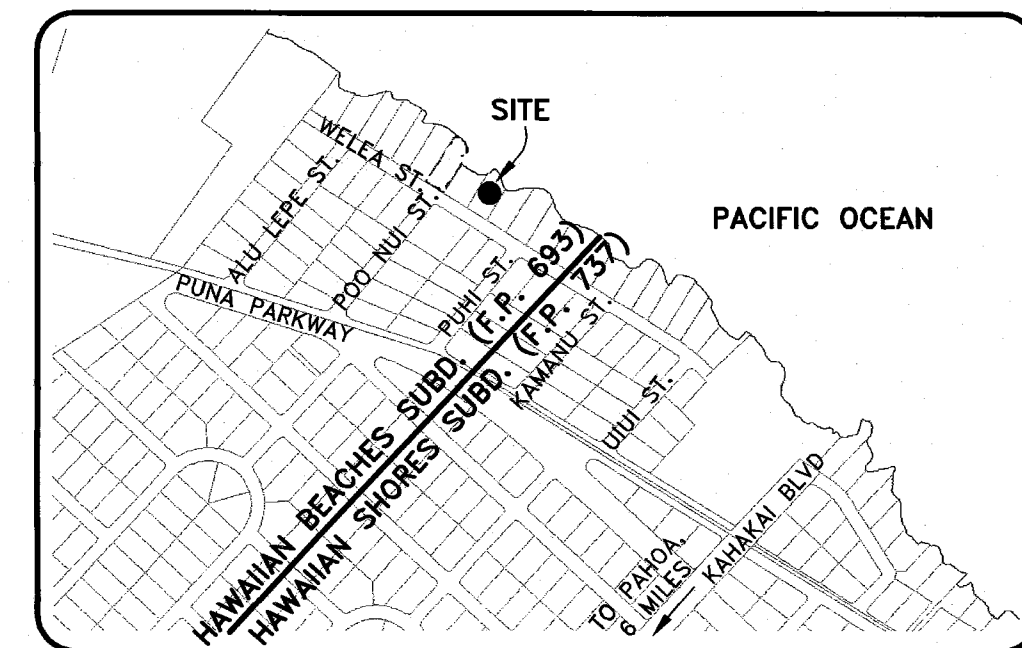 SITE
WELEA ST.
PACIFIC OCEAN
ALU LEPE ST.
POO NUI ST.
PUHI ST.
PUNA PARKWAY
KAMANU ST.
UIUI ST.
HAWAIIAN BEACHES SUBD. (F.P. 693)
HAWAIIAN SHORES SUBD. (F.P. 737)
TO PAHOA,
6 MILES
KAHAKAI BLVD